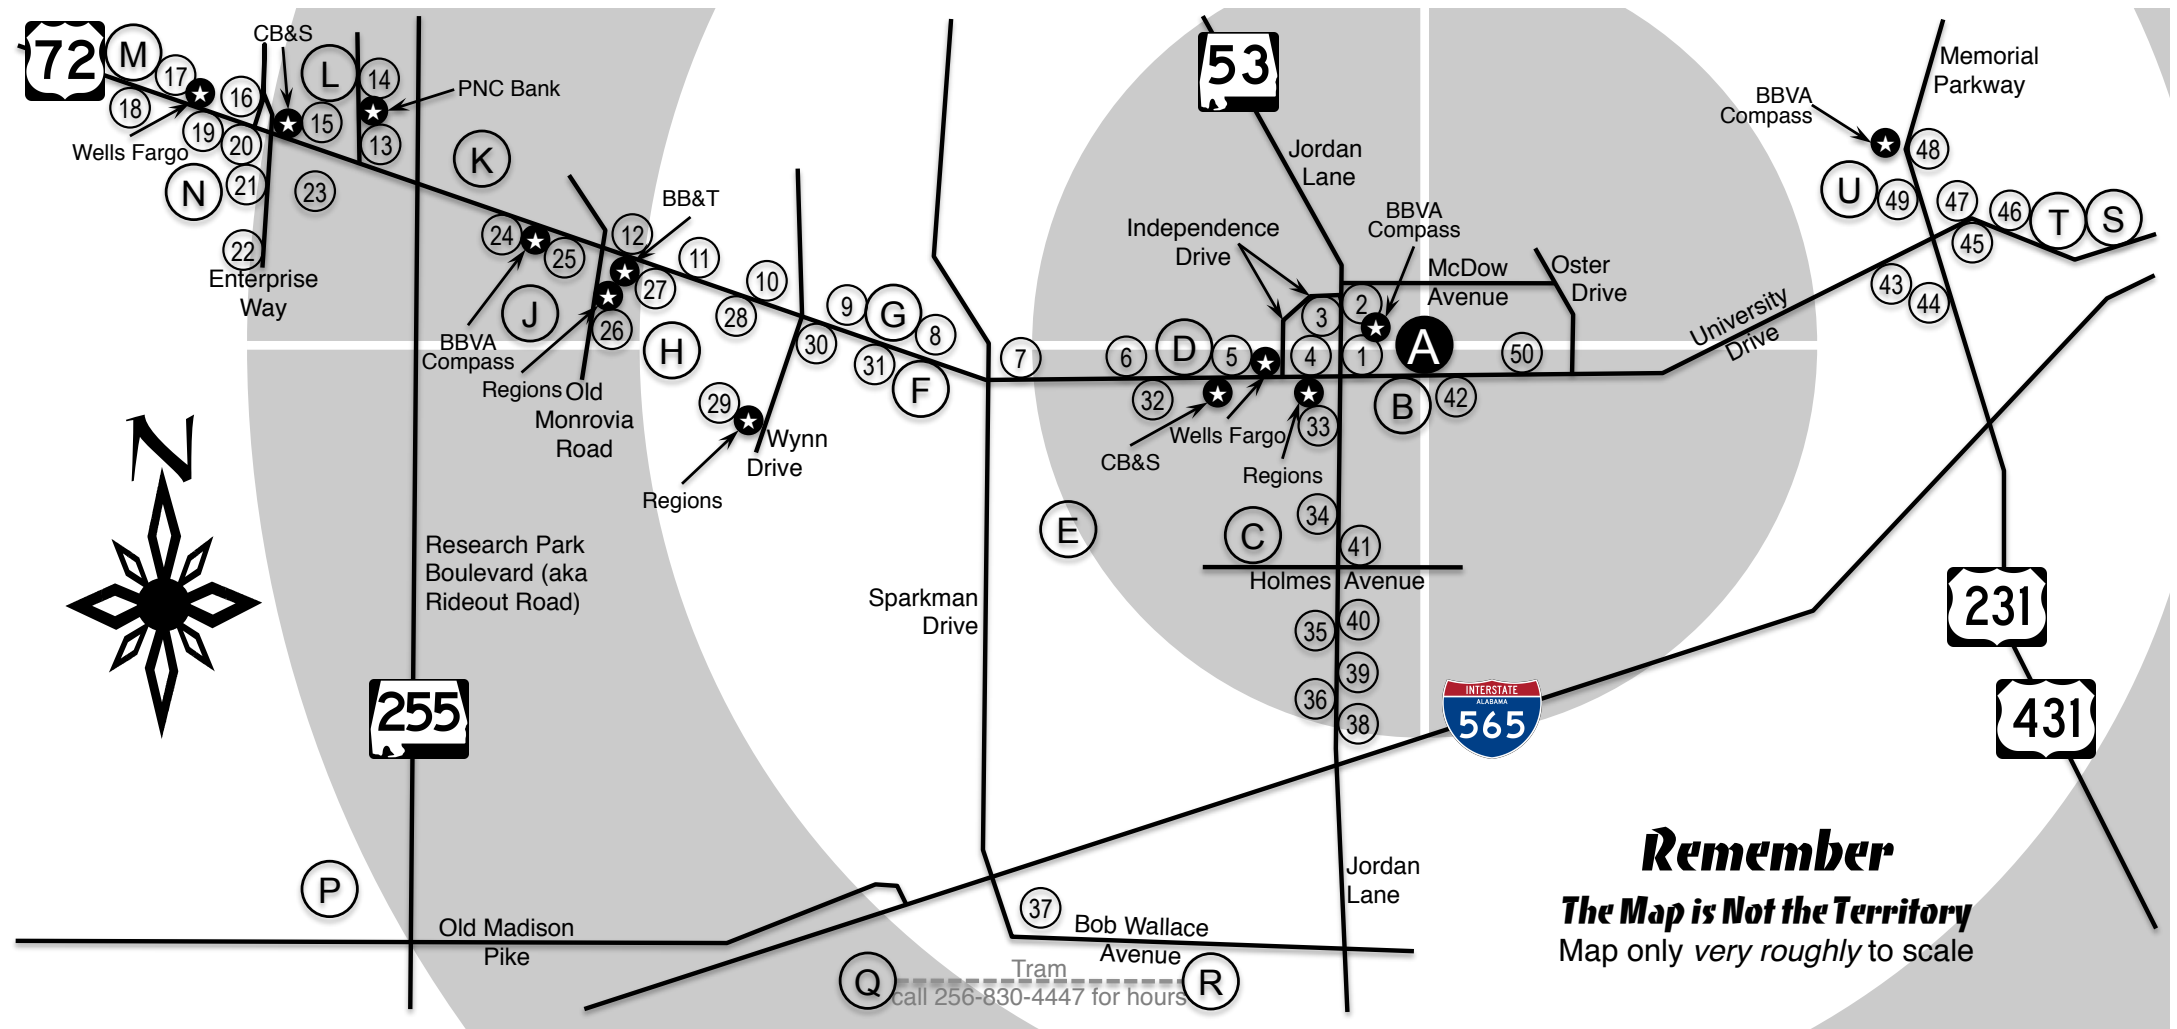 72
M
17
18
Wells Fargo
19
16
20
N
21
22
Enterprise
Way
CB&S
15
L
14
PNC Bank
13
23
K
24
25
BBVA
Compass
J
Regions
26
Old
Monrovia
Road
12
BB&T
27
11
H
28
10
29
Regions
Wynn
Drive
30
9
G
8
31
F
7
6
D
5
32
CB&S
Wells Fargo
Regions
33
4
3
2
1
53
Jordan
Lane
Independence
Drive
BBVA
Compass
McDow
Avenue
Oster
Drive
A
B
42
50
University
Drive
BBVA
Compass
Memorial
Parkway
48
U
49
47
46
T
S
45
43
44
N
Research Park
Boulevard (aka
Rideout Road)
255
Sparkman
Drive
E
C
34
41
Holmes Avenue
35
40
39
36
38
INTERSTATE
ALABAMA
565
231
431
P
Old Madison
Pike
37
Bob Wallace
Avenue
Jordan
Lane
Q
Tram
call 256-830-4447 for hours
R
Remember
The Map is Not the Territory
Map only very roughly to scale